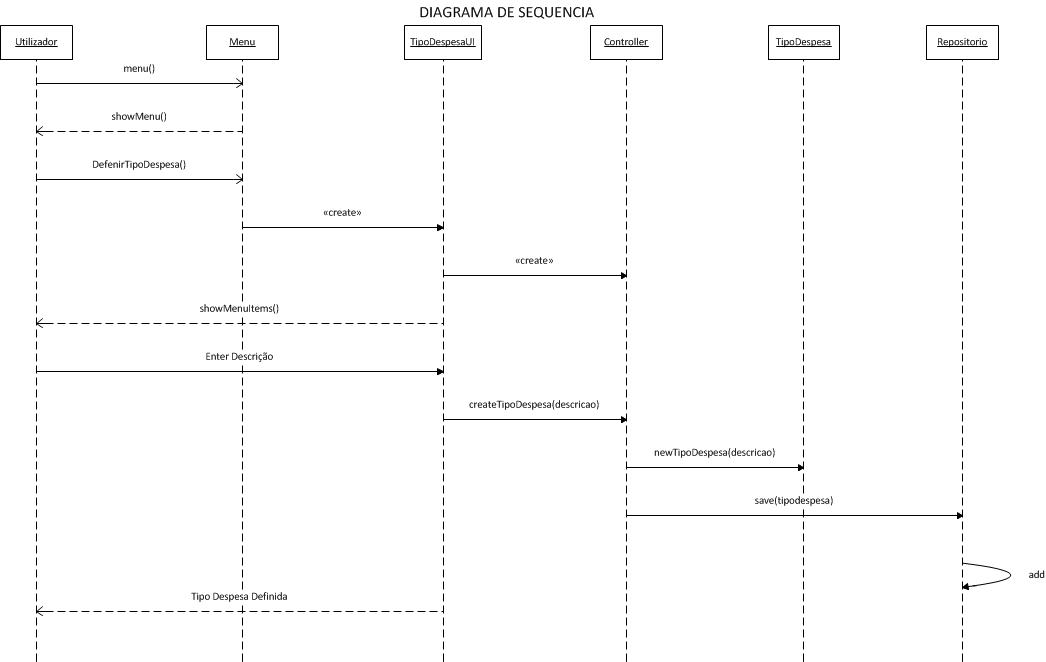 DIAGRAMA DE SEQUENCIA
Utilizador
Menu
TipoDespesaUI
Controller
TipoDespesa
Repositorio
menu()
showMenu()
DefenirTipoDespesa()
«create»
«create»
showMenuItems()
Enter Descrição
createTipoDespesa(descricao)
newTipoDespesa(descricao)
save(tipodespesa)
add
Tipo Despesa Definida